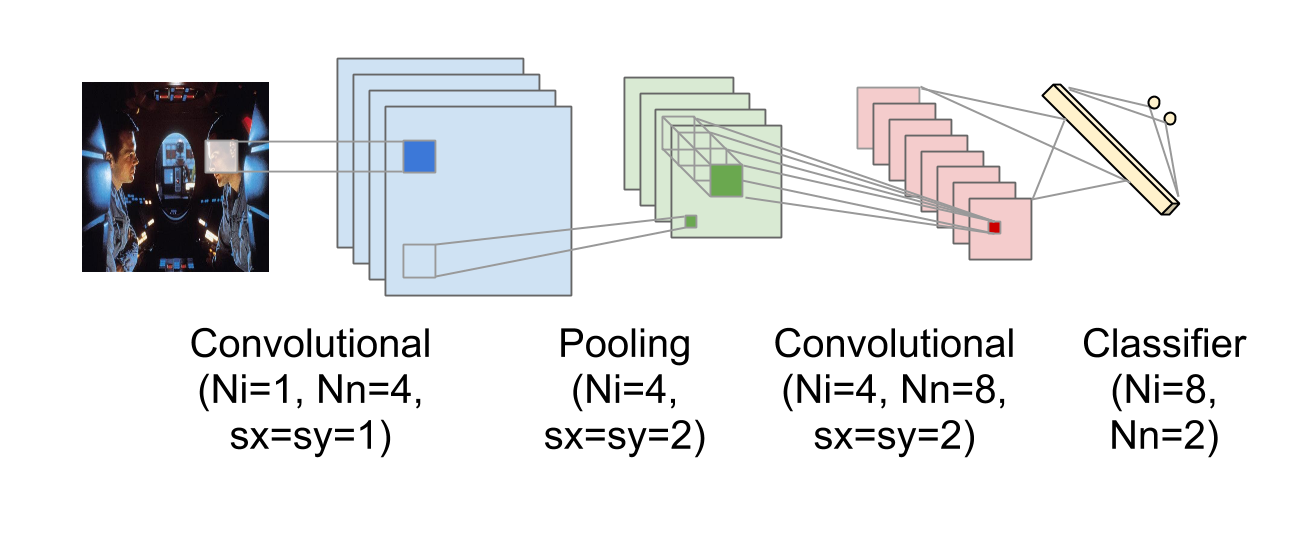 Convolutional
(Ni=1, Nn=4,
sx=sy=1)
Pooling
(Ni=4,
sx=sy=2)
Convolutional
(Ni=4, Nn=8,
sx=sy=2)
Classifier
(Ni=8,
Nn=2)